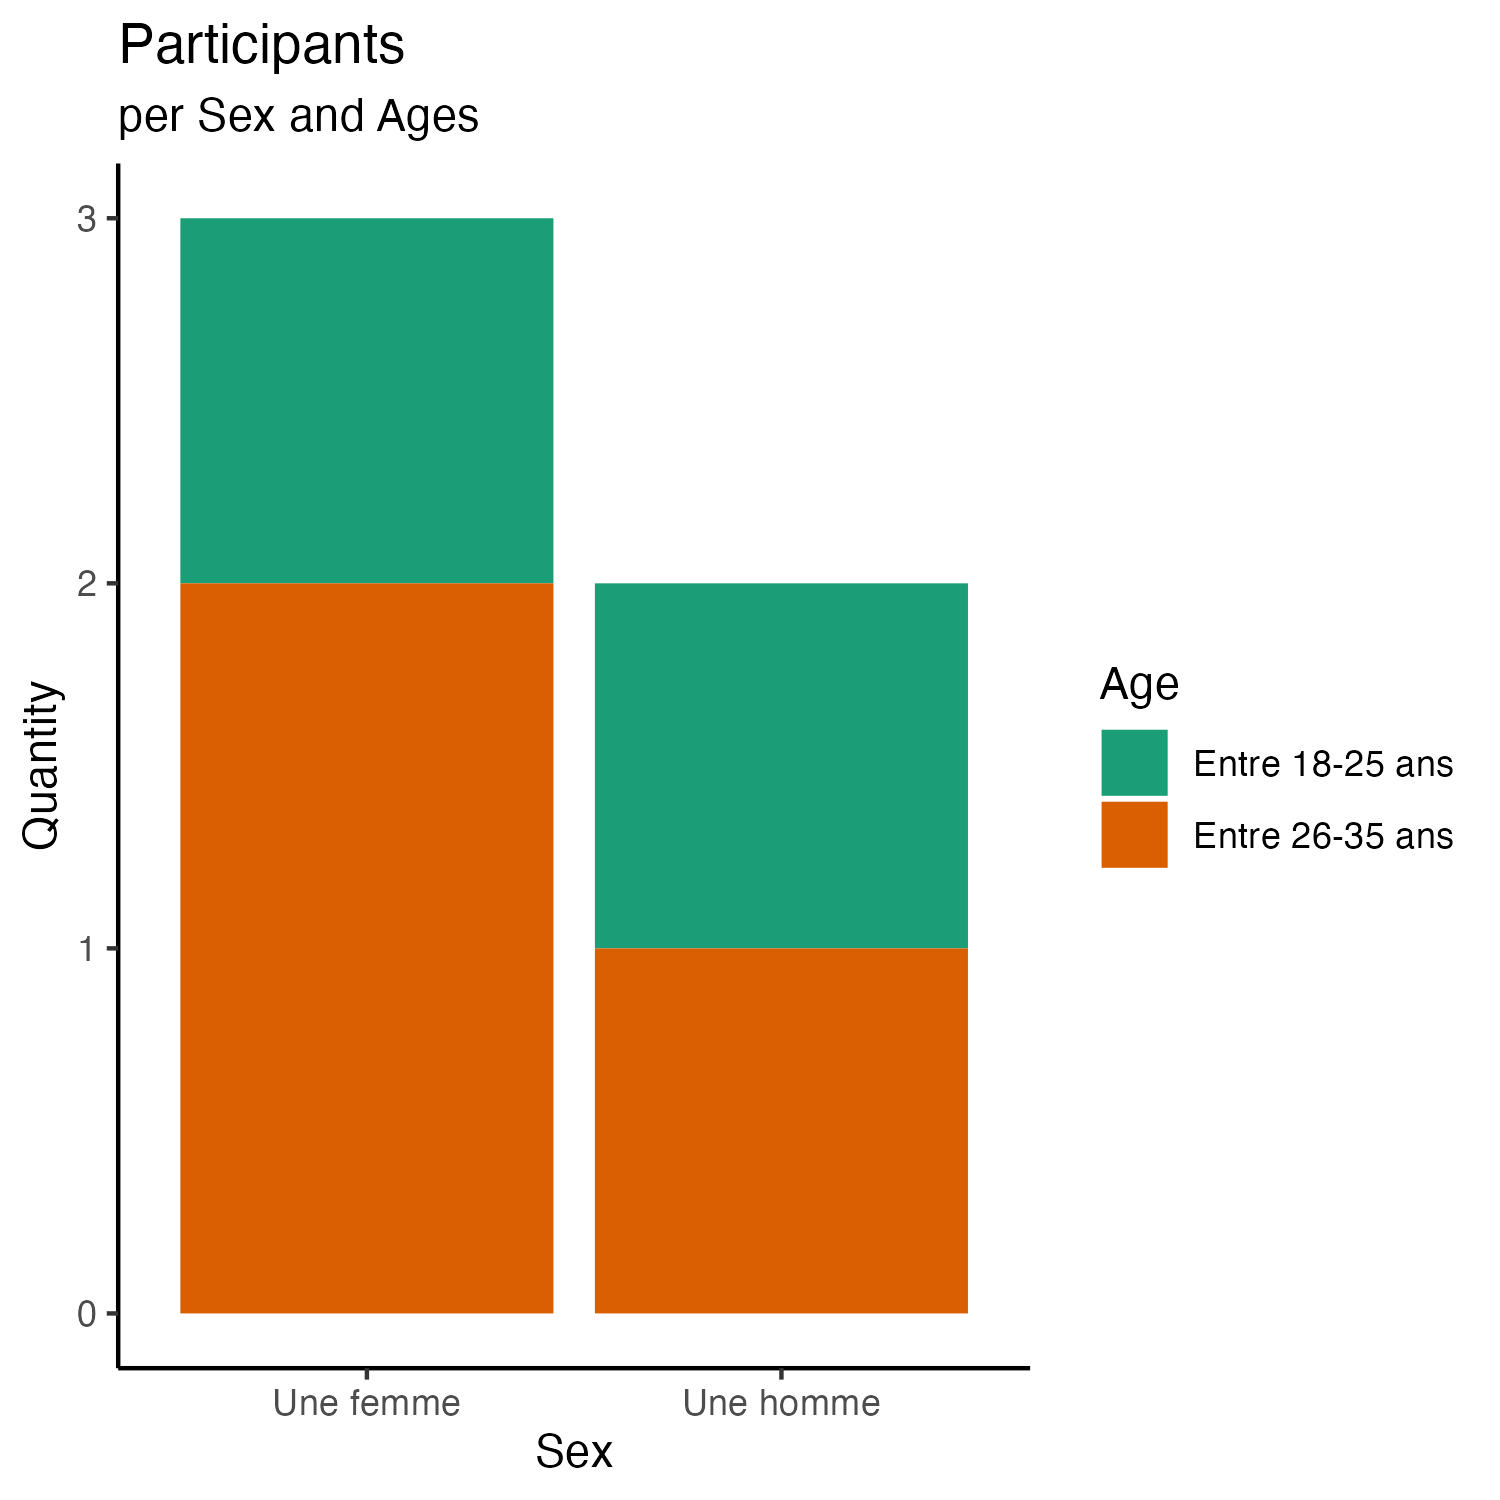 Participants
per Sex and Ages
3
2
1
0
Quantity
Une femme
Une homme
Sex
Age
Entre 18-25 ans
Entre 26-35 ans